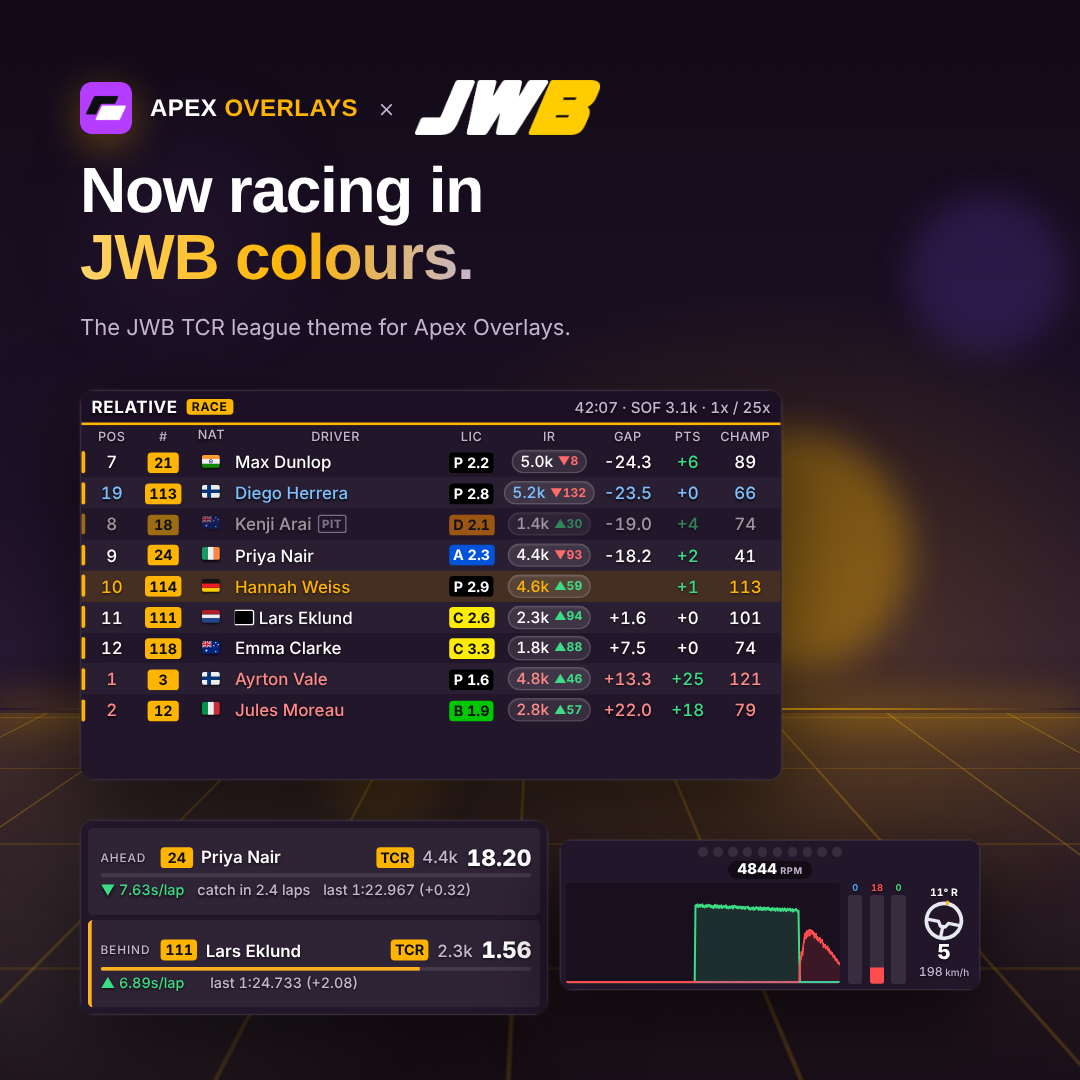 APEX OVERLAYS × JWB
Now racing in
JWB colours.
The JWB TCR league theme for Apex Overlays.
RELATIVE RACE 42:07 · SOF 3.1k · 1x / 25x
POS # NAT DRIVER LIC IR GAP PTS CHAMP
7 21 Max Dunlop P 2.2 5.0k ▼8 -24.3 +6 89
19 113 Diego Herrera P 2.8 5.2k ▼132 -23.5 +0 66
8 18 Kenji Arai PIT D 2.1 1.4k ▲30 -19.0 +4 74
9 24 Priya Nair A 2.3 4.4k ▼93 -18.2 +2 41
10 114 Hannah Weiss P 2.9 4.6k ▲59 +1 113
11 111 Lars Eklund C 2.6 2.3k ▲94 +1.6 +0 101
12 118 Emma Clarke C 3.3 1.8k ▲88 +7.5 +0 74
1 3 Ayrton Vale P 1.6 4.8k ▲46 +13.3 +25 121
2 12 Jules Moreau B 1.9 2.8k ▲57 +22.0 +18 79
AHEAD 24 Priya Nair TCR 4.4k 18.20
▼ 7.63s/lap catch in 2.4 laps last 1:22.967 (+0.32)
BEHIND 111 Lars Eklund TCR 2.3k 1.56
▲ 6.89s/lap last 1:24.733 (+2.08)
4844 RPM
0 18 0 11° R
5
198 km/h